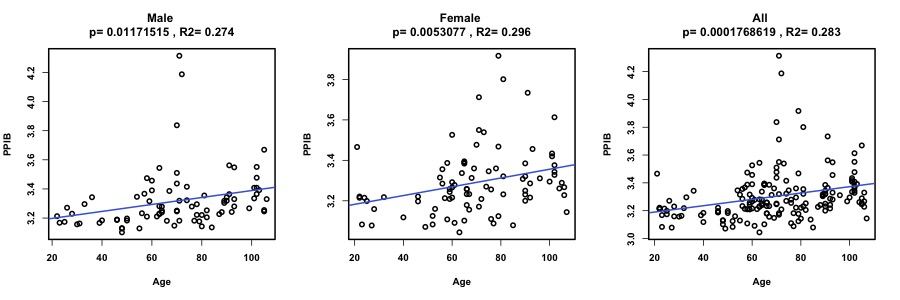 Male
p= 0.01171515 , R2= 0.274
PPIB
4.2
4.0
3.8
3.6
3.4
3.2
20 40 60 80 100
Age
Female
p= 0.0053077 , R2= 0.296
PPIB
3.8
3.6
3.4
3.2
20 40 60 80 100
Age
All
p= 0.0001768619 , R2= 0.283
PPIB
4.2
4.0
3.8
3.6
3.4
3.2
3.0
20 40 60 80 100
Age